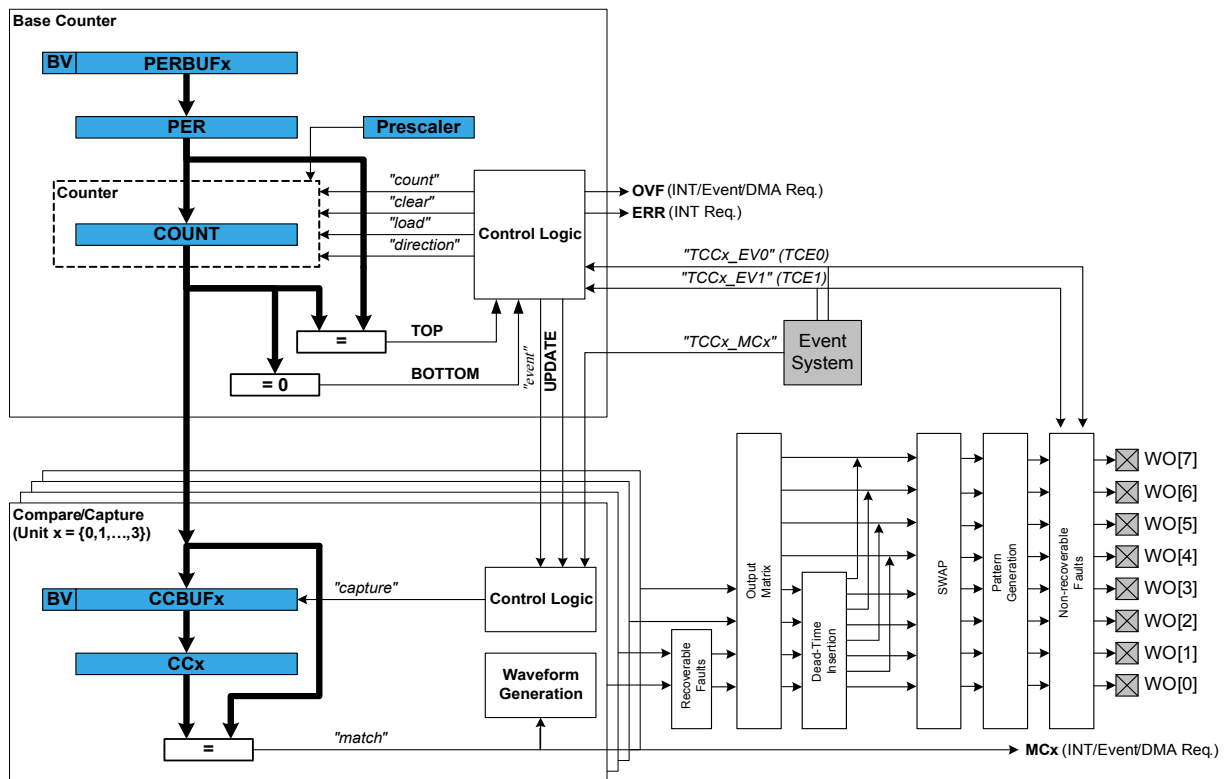 Base Counter
BV PERBUFx
PER
Prescaler
Counter
COUNT
"count"
"clear"
"load"
"direction"
Control Logic
OVF (INT/Event/DMA Req.)
ERR (INT Req.)
"TCCx_EV0" (TCE0)
"TCCx_EV1" (TCE1)
"TCCx_MCx"
Event
System
=
TOP
= 0
BOTTOM
"event"
UPDATE
Compare/Capture
(Unit x = {0,1,…,3})
BV CCBUFx
"capture"
Control Logic
CCx
Waveform
Generation
=
"match"
Recoverable
Faults
Output
Matrix
Dead-Time
Insertion
SWAP
Pattern
Generation
Non-recoverable
Faults
WO[7]
WO[6]
WO[5]
WO[4]
WO[3]
WO[2]
WO[1]
WO[0]
MCx (INT/Event/DMA Req.)